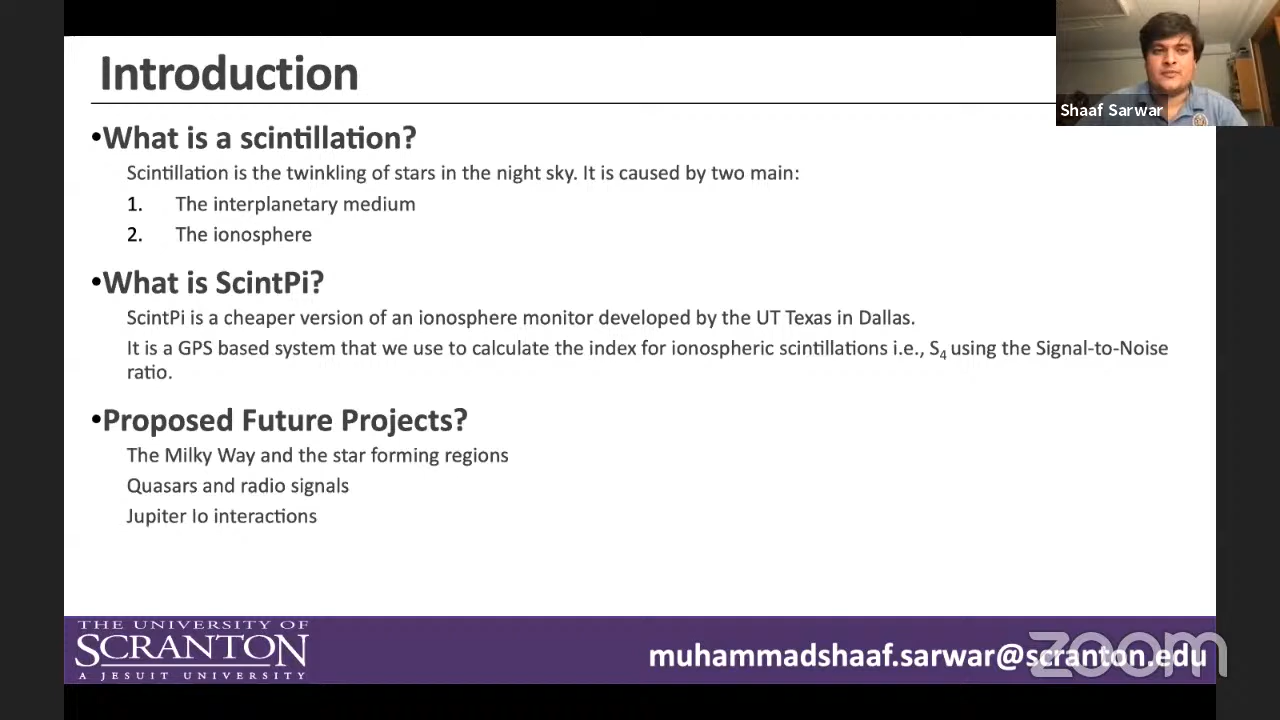 Introduction
Shaaf Sarwar
•What is a scintillation?
Scintillation is the twinkling of stars in the night sky. It is caused by two main:
1. The interplanetary medium
2. The ionosphere
•What is ScintPi?
ScintPi is a cheaper version of an ionosphere monitor developed by the UT Texas in Dallas.
It is a GPS based system that we use to calculate the index for ionospheric scintillations i.e., S4 using the Signal-to-Noise
ratio.
•Proposed Future Projects?
The Milky Way and the star forming regions
Quasars and radio signals
Jupiter Io interactions
THE UNIVERSITY OF
SCRANTON
A JESUIT UNIVERSITY
muhammadshaaf.sarwar@scranton.edu
zoom